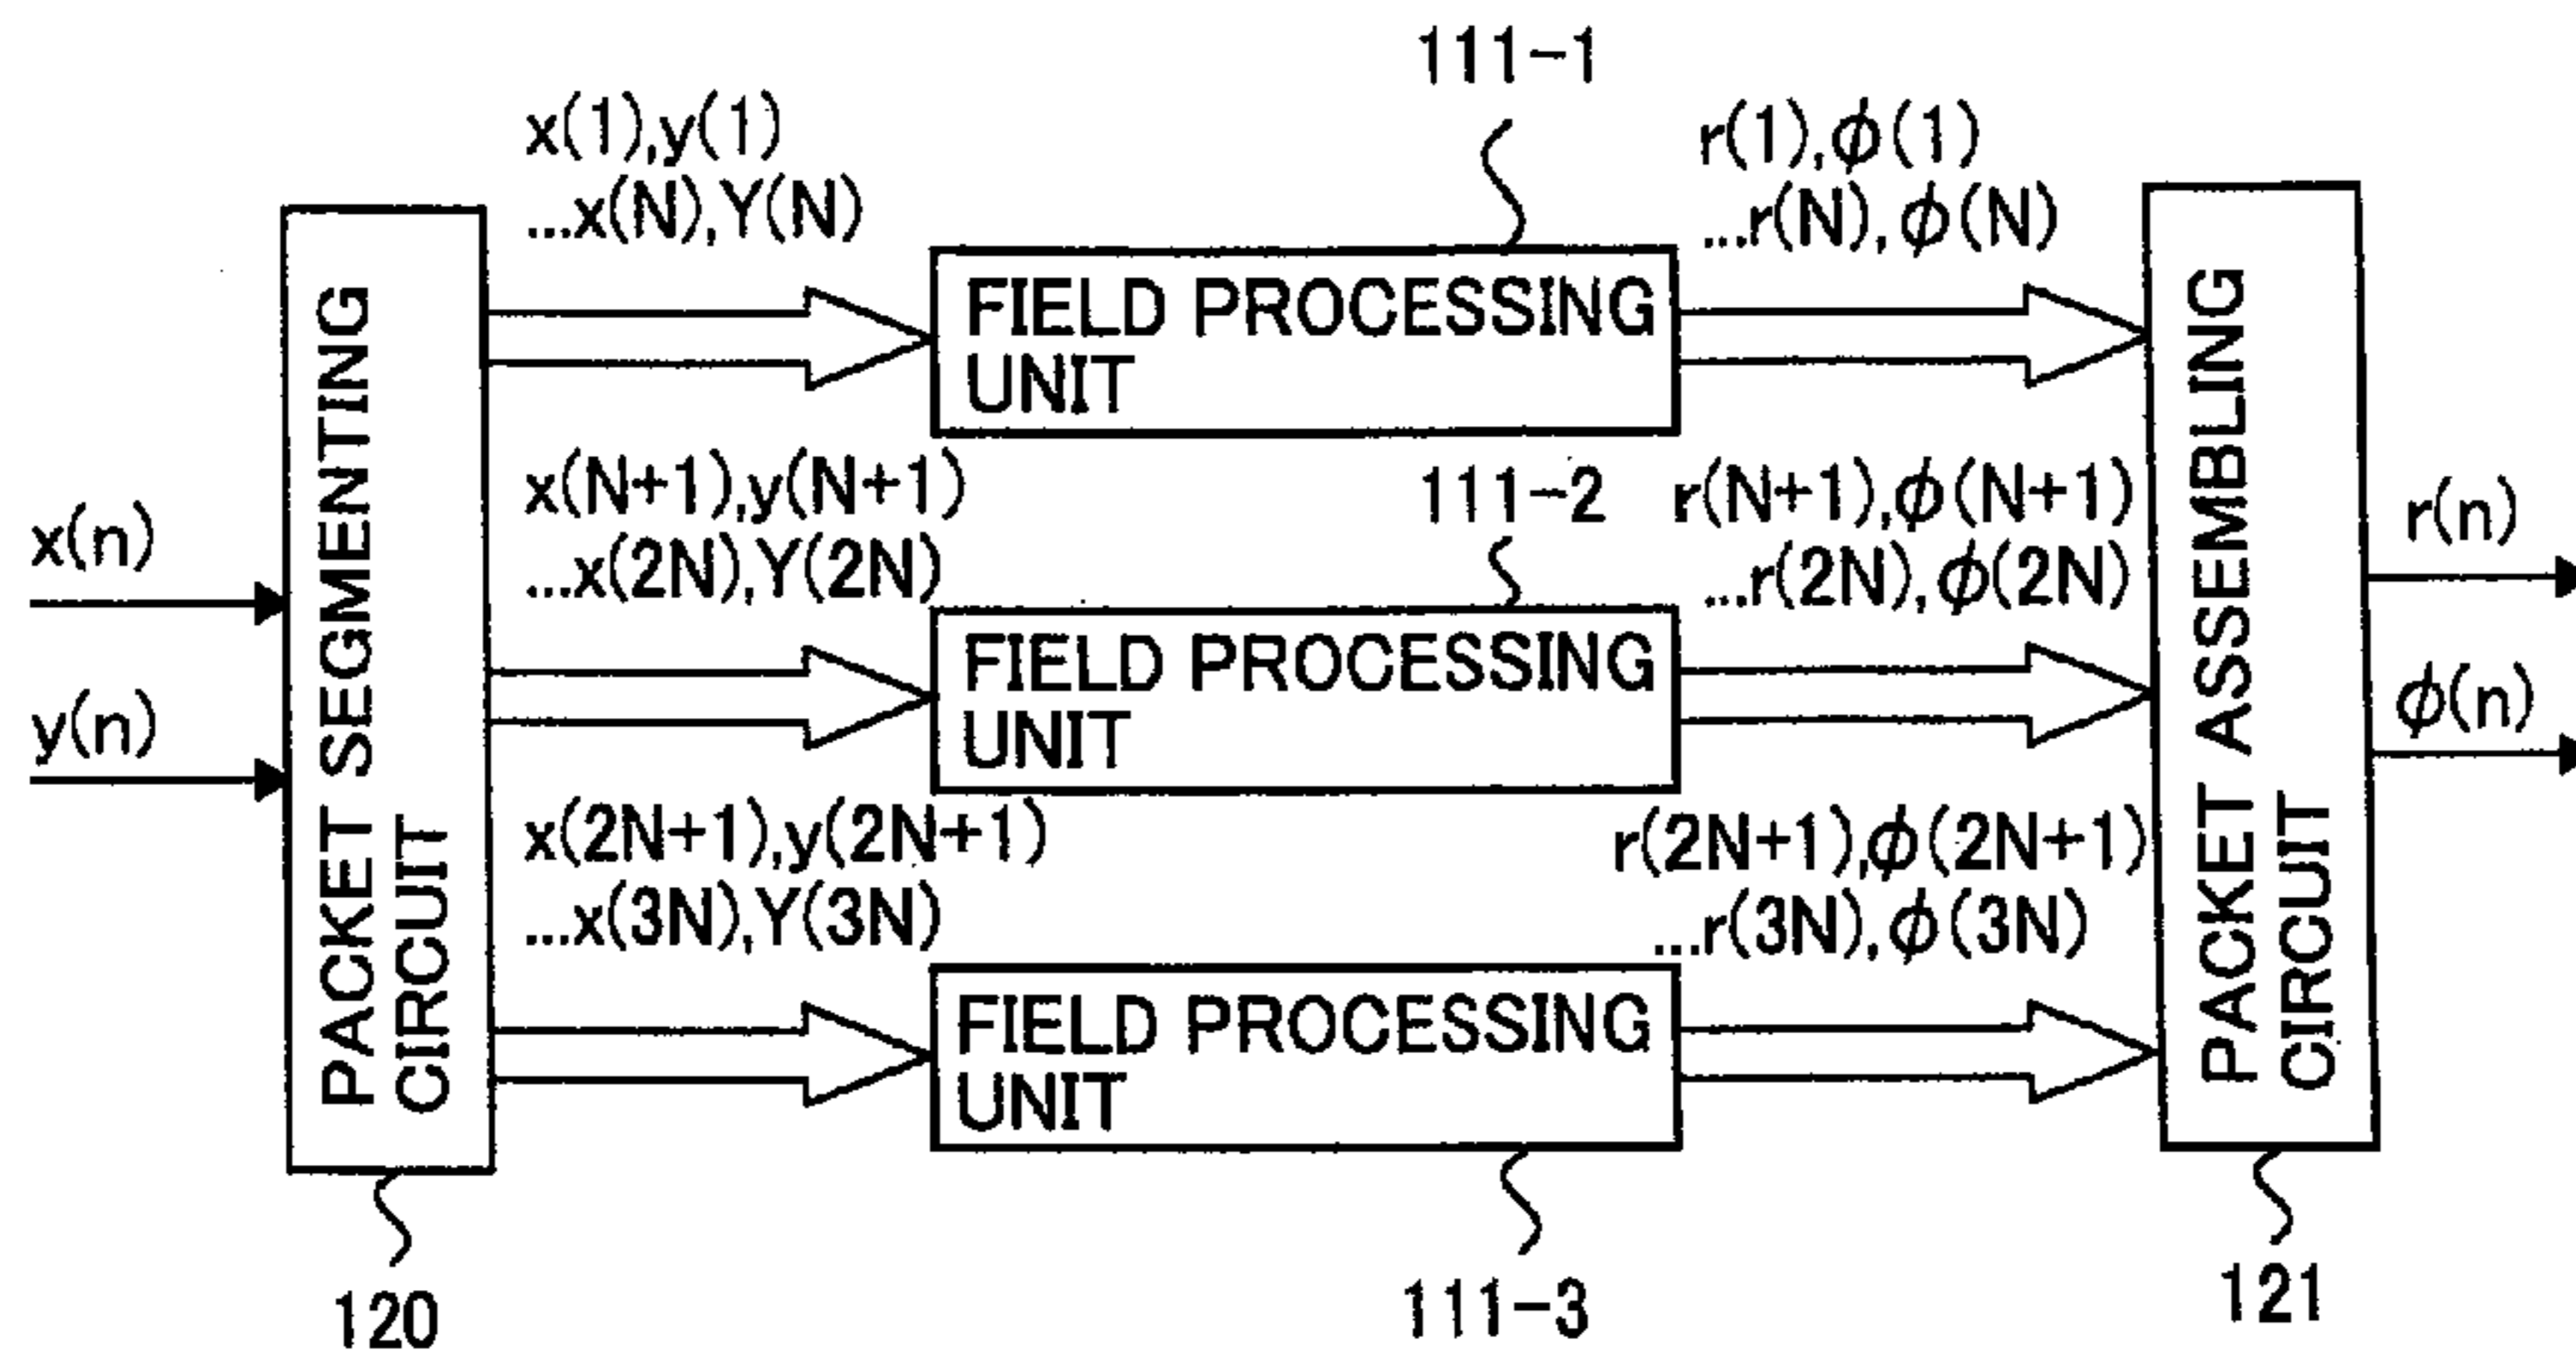 111-1
x(1),y(1)
...x(N),Y(N)
r(1),ϕ(1)
...r(N),ϕ(N)
FIELD PROCESSING
UNIT
x(n)
y(n)
PACKET SEGMENTING
CIRCUIT
x(N+1),y(N+1)
...x(2N),Y(2N)
111-2
r(N+1),ϕ(N+1)
...r(2N),ϕ(2N)
FIELD PROCESSING
UNIT
PACKET ASSEMBLING
CIRCUIT
r(n)
ϕ(n)
x(2N+1),y(2N+1)
...x(3N),Y(3N)
r(2N+1),ϕ(2N+1)
...r(3N),ϕ(3N)
FIELD PROCESSING
UNIT
120
111-3
121